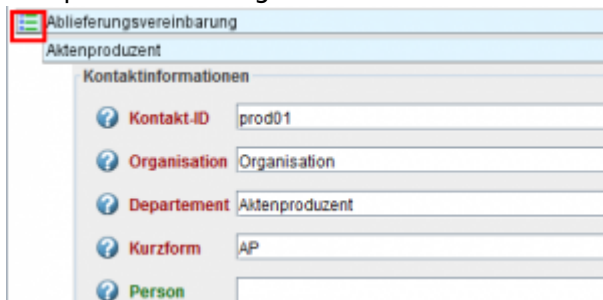 Ablieferungsvereinbarung
Aktenproduzent
Kontaktinformationen
Kontakt-ID prod01
Organisation Organisation
Departement Aktenproduzent
Kurzform AP
Person